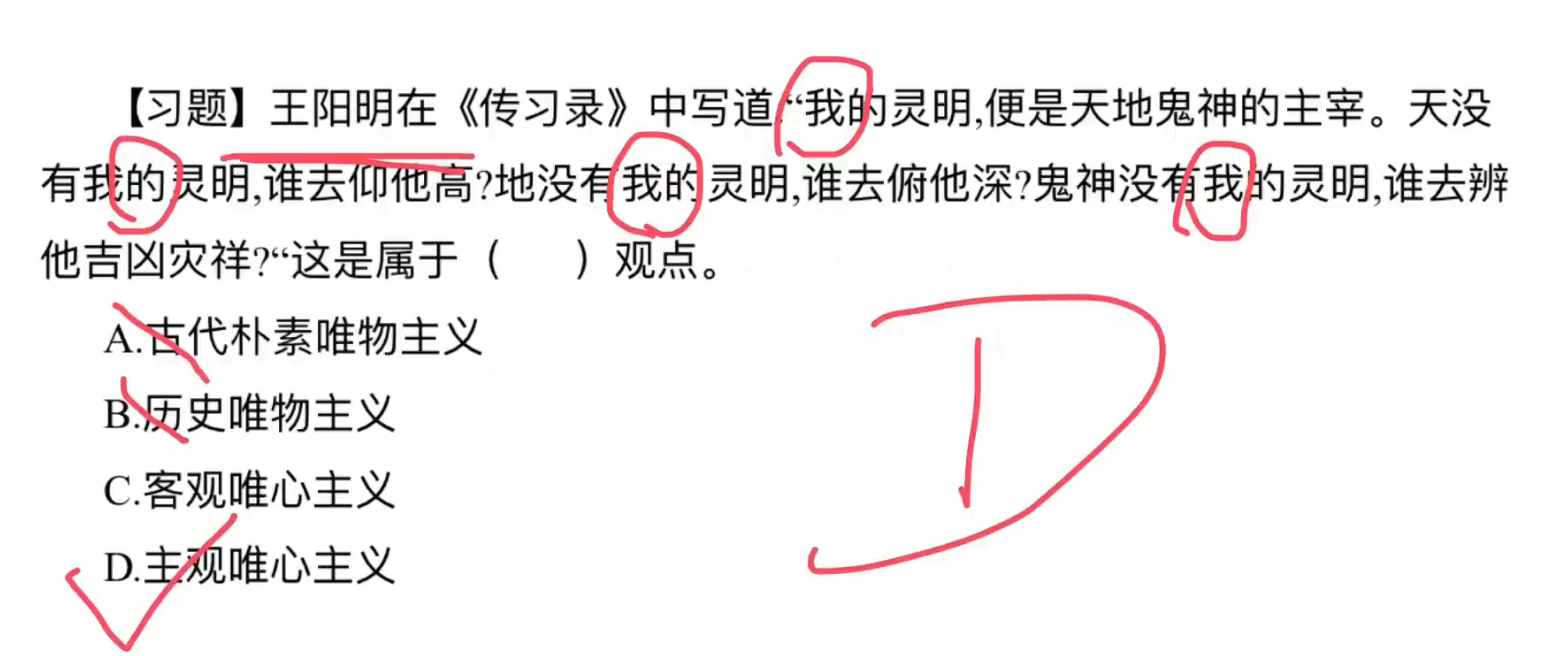 【习题】王阳明在《传习录》中写道:“我的灵明,便是天地鬼神的主宰。天没
有我的灵明,谁去仰他高?地没有我的灵明,谁去俯他深?鬼神没有我的灵明,谁去辨
他吉凶灾祥?“这是属于（ ）观点。
A.古代朴素唯物主义
B.历史唯物主义
C.客观唯心主义
D.主观唯心主义
D